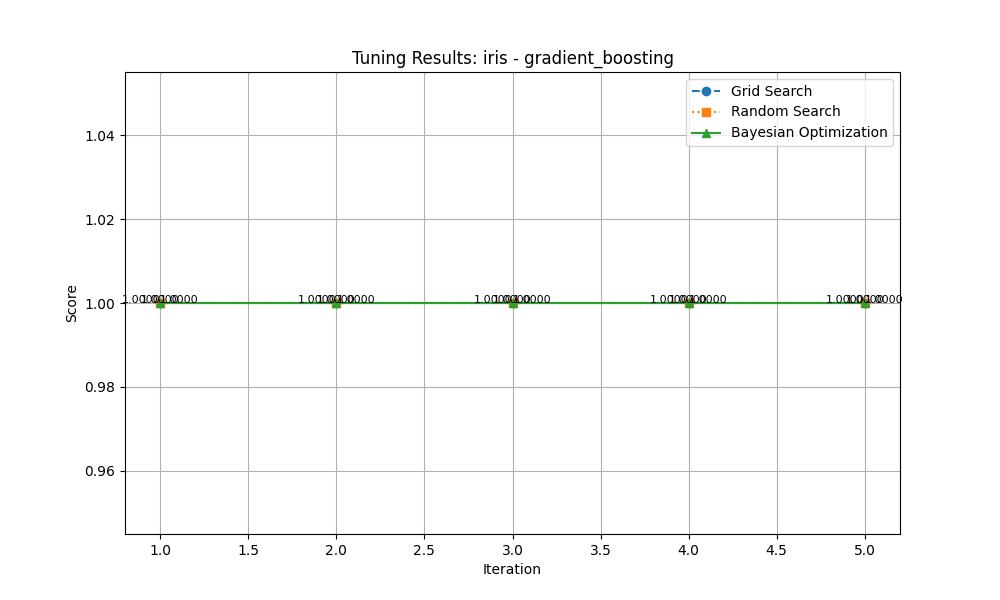 Tuning Results: iris - gradient_boosting
Grid Search
Random Search
Bayesian Optimization
Score
1.04
1.02
1.00
0.98
0.96
1.0 1.5 2.0 2.5 3.0 3.5 4.0 4.5 5.0
Iteration